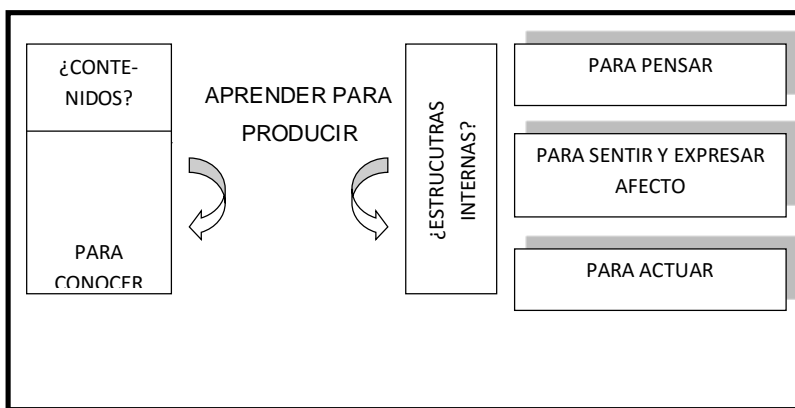 ¿CONTE-
NIDOS?
PARA
CONOCER
APRENDER PARA
PRODUCIR
¿ESTRUCUTRAS
INTERNAS?
PARA PENSAR
PARA SENTIR Y EXPRESAR
AFECTO
PARA ACTUAR